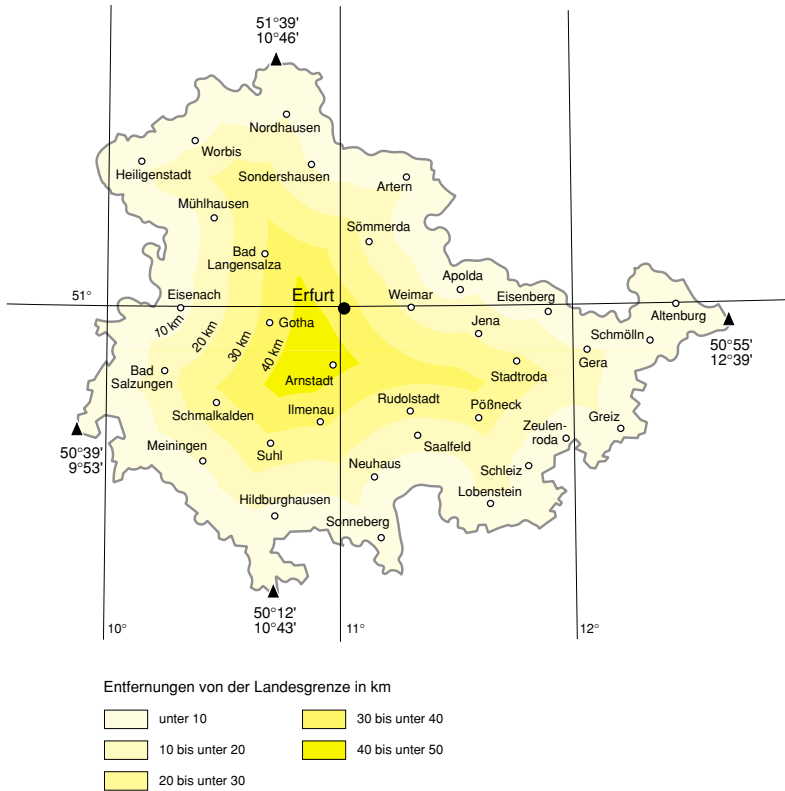 51°39'
10°46'
Nordhausen
Worbis
Heiligenstadt
Sondershausen
Artern
Mühlhausen
Sömmerda
Bad
Langensalza
Apolda
51°
Eisenach
Erfurt
Weimar
Eisenberg
Altenburg
10 km
20 km
30 km
40 km
Gotha
Jena
Schmölln
50°55'
12°39'
Gera
Bad
Salzungen
Arnstadt
Stadtroda
Schmalkalden
Ilmenau
Rudolstadt
Pößneck
Greiz
Zeulen-
roda
Meiningen
Suhl
Saalfeld
50°39'
9°53'
Neuhaus
Schleiz
Lobenstein
Hildburghausen
Sonneberg
50°12'
10°43'
10°
11°
12°
Entfernungen von der Landesgrenze in km
unter 10
10 bis unter 20
20 bis unter 30
30 bis unter 40
40 bis unter 50